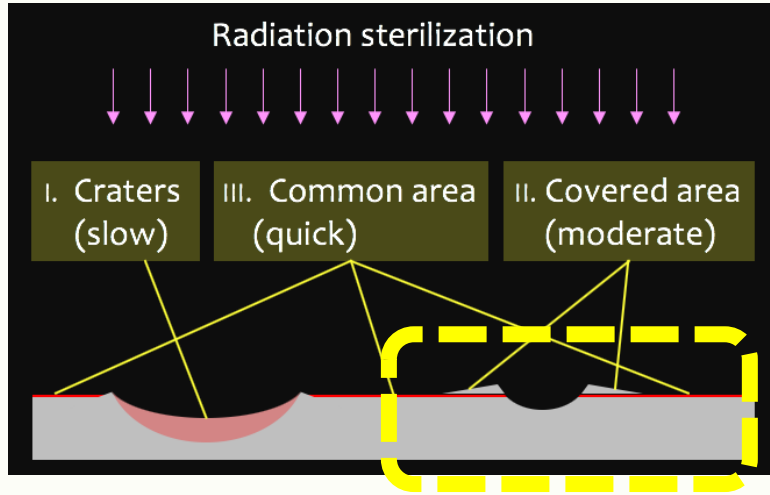 Radiation sterilization
I. Craters
(slow)
III. Common area
(quick)
II. Covered area
(moderate)